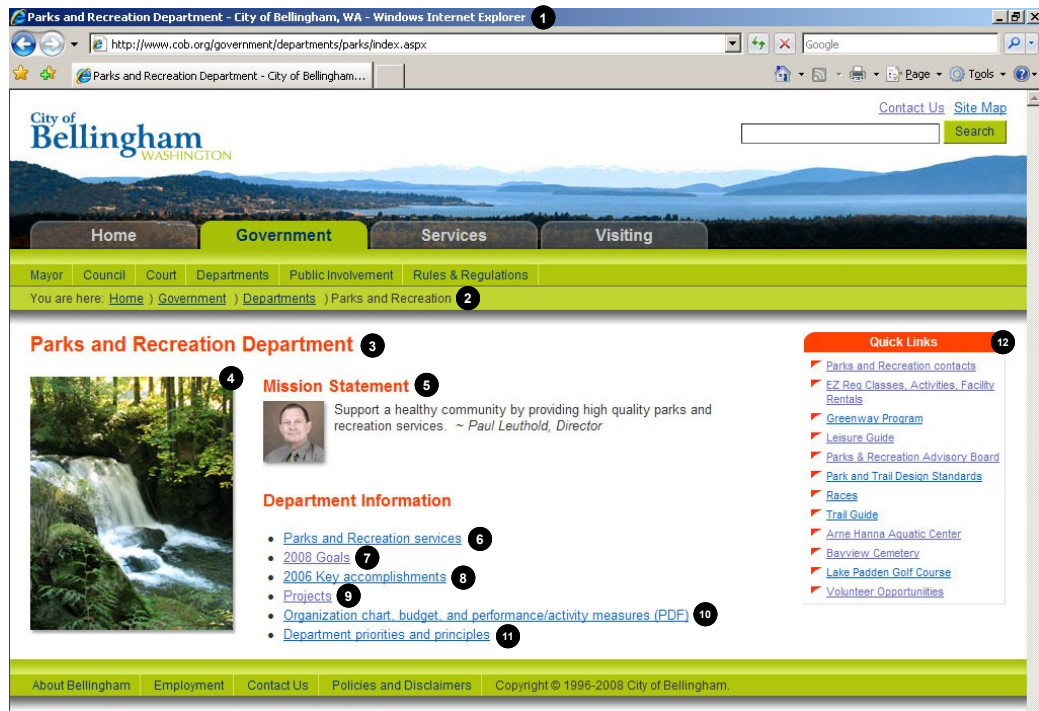 Parks and Recreation Department - City of Bellingham, WA - Windows Internet Explorer 1
http://www.cob.org/government/departments/parks/index.aspx Google
Parks and Recreation Department - City of Bellingham... Page Tools
Contact Us Site Map
City of
Bellingham
WASHINGTON
Search
Home Government Services Visiting
Mayor Council Court Departments Public Involvement Rules & Regulations
You are here: Home ) Government ) Departments ) Parks and Recreation 2
Parks and Recreation Department 3
4
Mission Statement 5
Support a healthy community by providing high quality parks and
recreation services. ~ Paul Leuthold, Director
Department Information
• Parks and Recreation services 6
• 2008 Goals 7
• 2006 Key accomplishments 8
• Projects 9
• Organization chart, budget, and performance/activity measures (PDF) 10
• Department priorities and principles 11
Quick Links 12
Parks and Recreation contacts
EZ Reg Classes, Activities, Facility
Rentals
Greenway Program
Leisure Guide
Parks & Recreation Advisory Board
Park and Trail Design Standards
Races
Trail Guide
Arne Hanna Aquatic Center
Bayview Cemetery
Lake Padden Golf Course
Volunteer Opportunities
About Bellingham Employment Contact Us Policies and Disclaimers Copyright © 1996-2008 City of Bellingham.